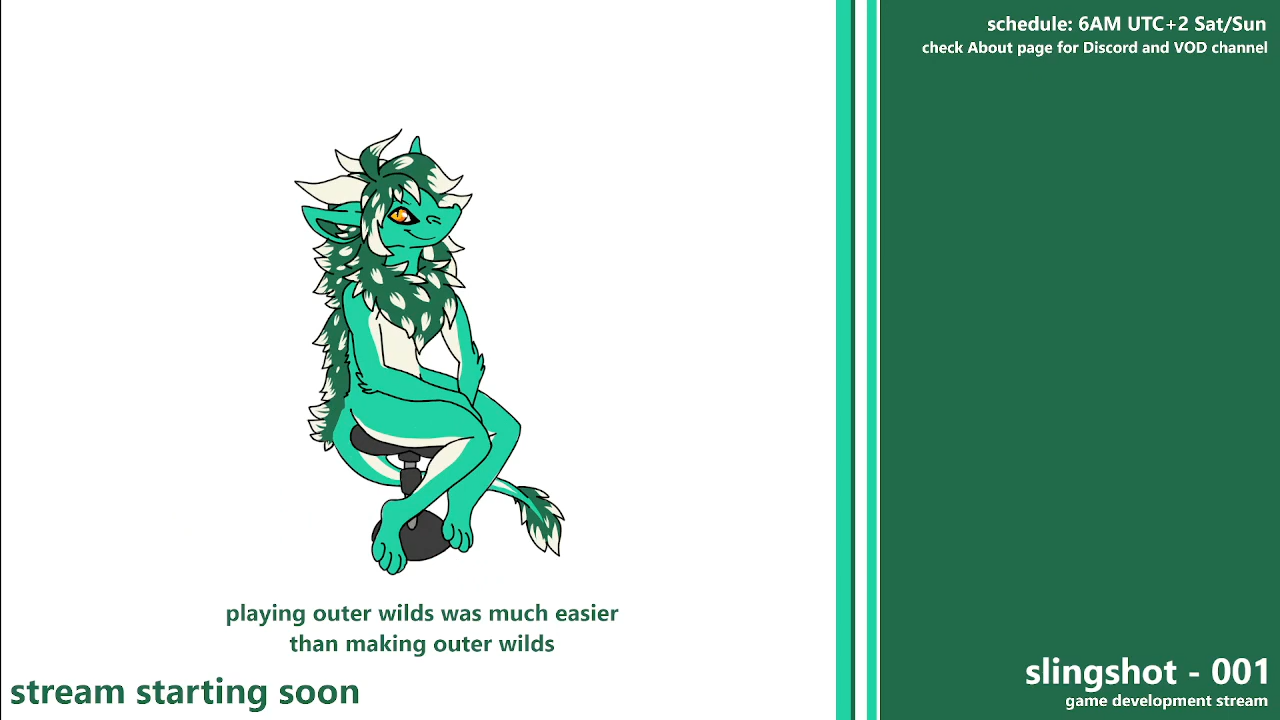 schedule: 6AM UTC+2 Sat/Sun
check About page for Discord and VOD channel
playing outer wilds was much easier
than making outer wilds
stream starting soon
slingshot - 001
game development stream